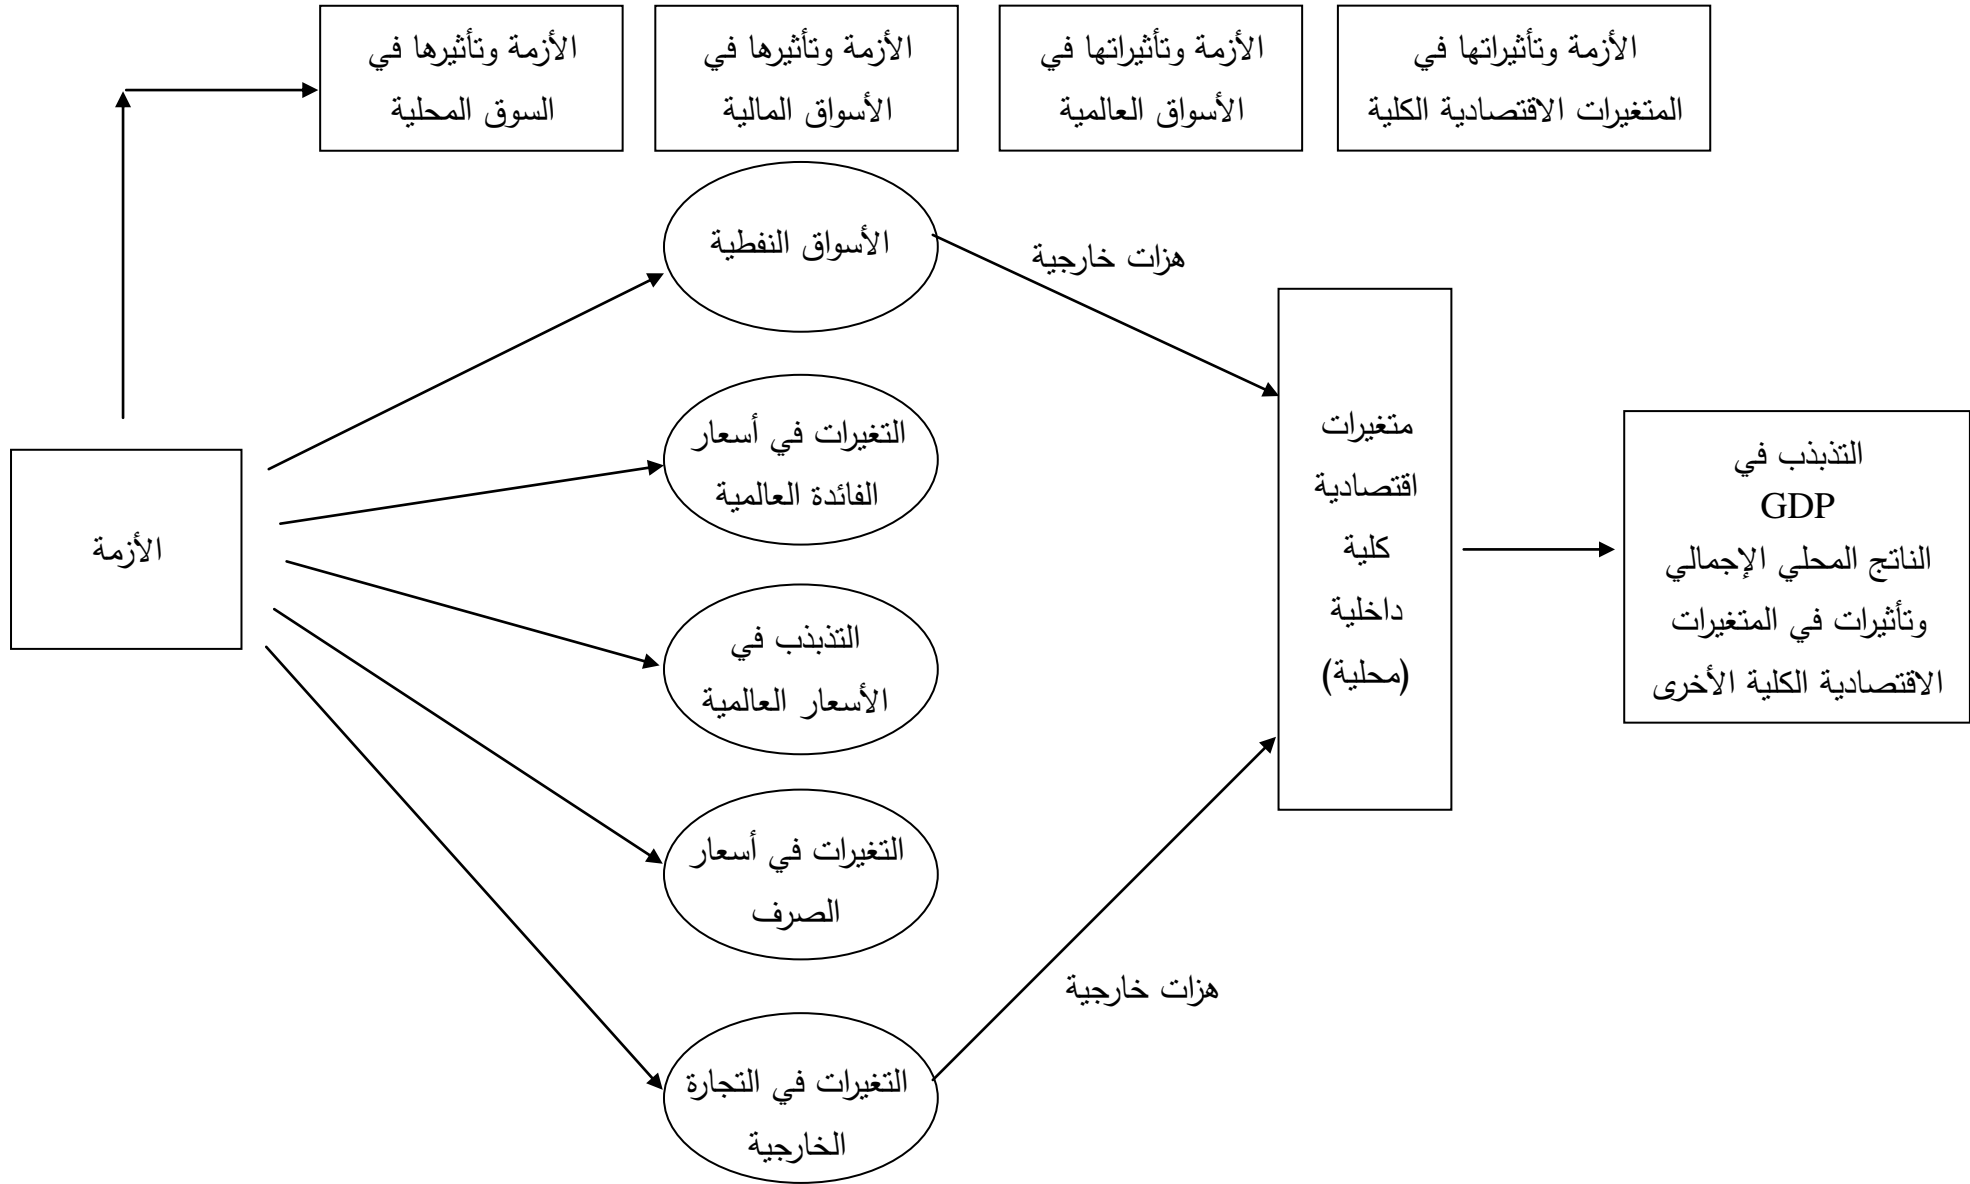 الأزمة وتأثيراتها في
المتغيرات الاقتصادية الكلية
الأزمة وتأثيراتها في
الأسواق العالمية
الأزمة وتأثيرها في
الأسواق المالية
الأزمة وتأثيرها في
السوق المحلية
الأسواق النفطية
هزات خارجية
التغيرات في أسعار
الفائدة العالمية
متغيرات
اقتصادية
كلية
داخلية
(محلية)
التذبذب في
GDP
الناتج المحلي الإجمالي
وتأثيرات في المتغيرات
الاقتصادية الكلية الأخرى
الأزمة
التذبذب في
الأسعار العالمية
التغيرات في أسعار
الصرف
هزات خارجية
التغيرات في التجارة
الخارجية